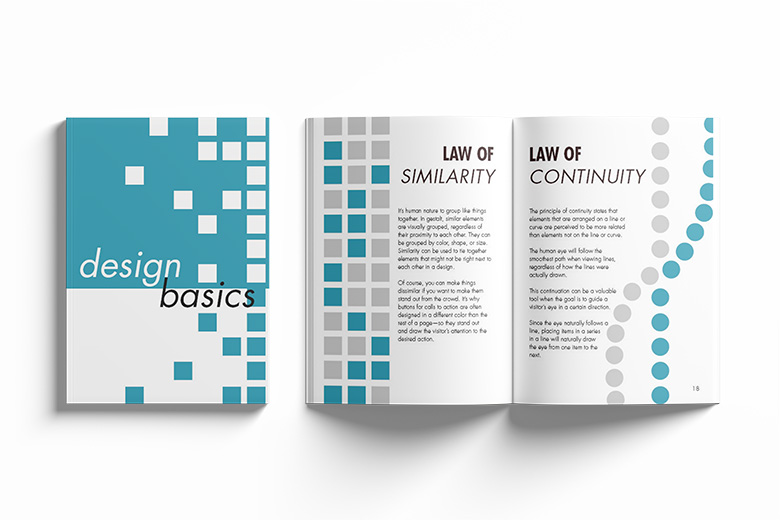 design
basics
LAW OF
SIMILARITY
It's human nature to group like things
together. In gestalt, similar elements
are visually grouped, regardless of
their proximity to each other. They can
be grouped by color, shape, or size.
Similarity can be used to tie together
elements that might not be right next to
each other in a design.
Of course, you can make things
dissimilar if you want to make them
stand out from the crowd. It's why
buttons for calls to action are often
designed in a different color than the
rest of a page—so they stand out
and draw the visitor's attention to the
desired action.
LAW OF
CONTINUITY
The principle of continuity states that
elements that are arranged on a line or
curve are perceived to be more related
than elements not on the line or curve.
The human eye will follow the
smoothest path when viewing lines,
regardless of how the lines were
actually drawn.
This continuation can be a valuable
tool when the goal is to guide a
visitor's eye in a certain direction.
Since the eye naturally follows a
line, placing items in a series
in a line will naturally draw
the eye from one item to the
next.
18